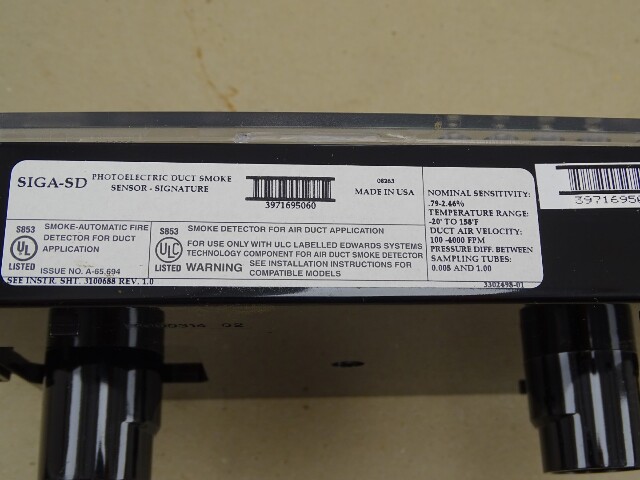 SIGA-SD
PHOTOELECTRIC DUCT SMOKE
SENSOR - SIGNATURE
3971695060
08263
MADE IN USA
S853
UL
LISTED
SMOKE-AUTOMATIC FIRE
DETECTOR FOR DUCT
APPLICATION
ISSUE NO. A-65,694
SEE INSTR. SHT. 3100688 REV. 1.0
S853
ULC
LISTED
SMOKE DETECTOR FOR AIR DUCT APPLICATION
FOR USE ONLY WITH ULC LABELLED EDWARDS SYSTEMS
TECHNOLOGY COMPONENT FOR AIR DUCT SMOKE DETECTOR
WARNING SEE INSTALLATION INSTRUCTIONS FOR
COMPATIBLE MODELS
NOMINAL SENSITIVITY:
.79-2.46%
TEMPERATURE RANGE:
-20° TO 158°F
DUCT AIR VELOCITY:
100 -4000 FPM
PRESSURE DIFF. BETWEEN
SAMPLING TUBES:
0.005 AND 1.00
3302498-01
39716950
02